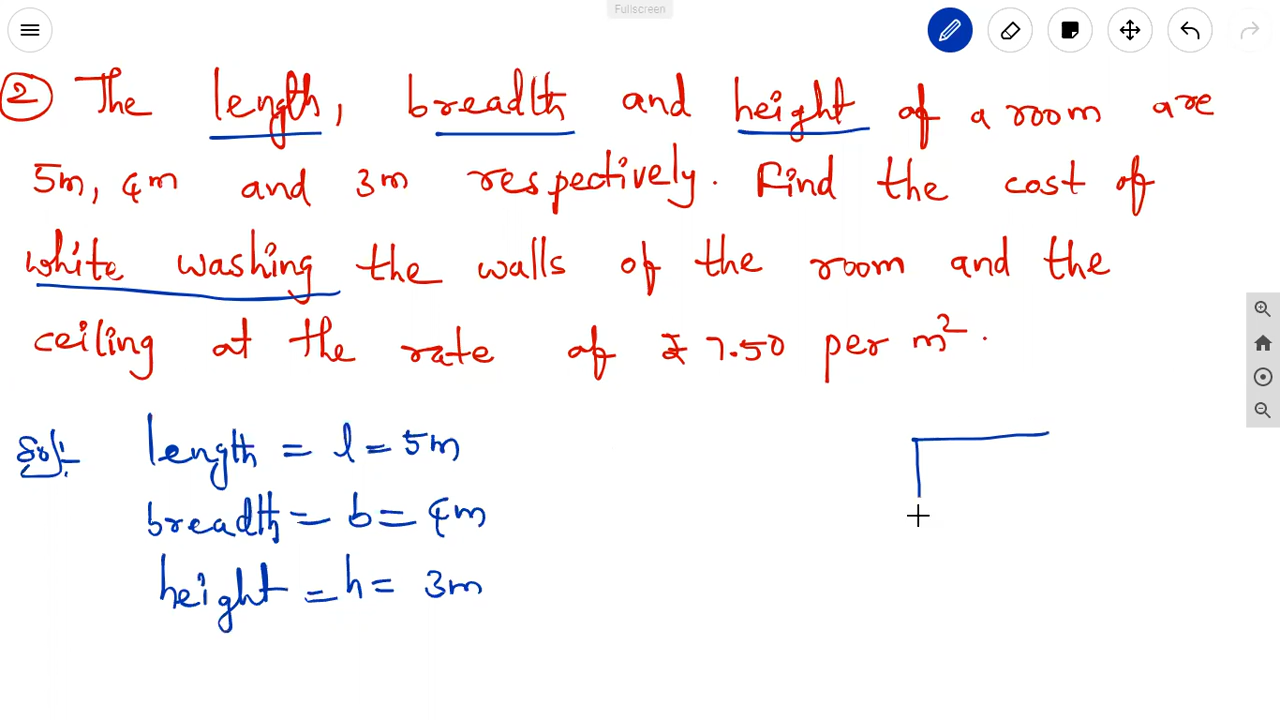 Fullscreen
② The length, breadth and height of a room are
5m, 4m and 3m respectively. Find the cost of
white washing the walls of the room and the
ceiling at the rate of ₹ 7.50 per m².
Sol:- length = l = 5m
breadth = b = 4m
height = h = 3m